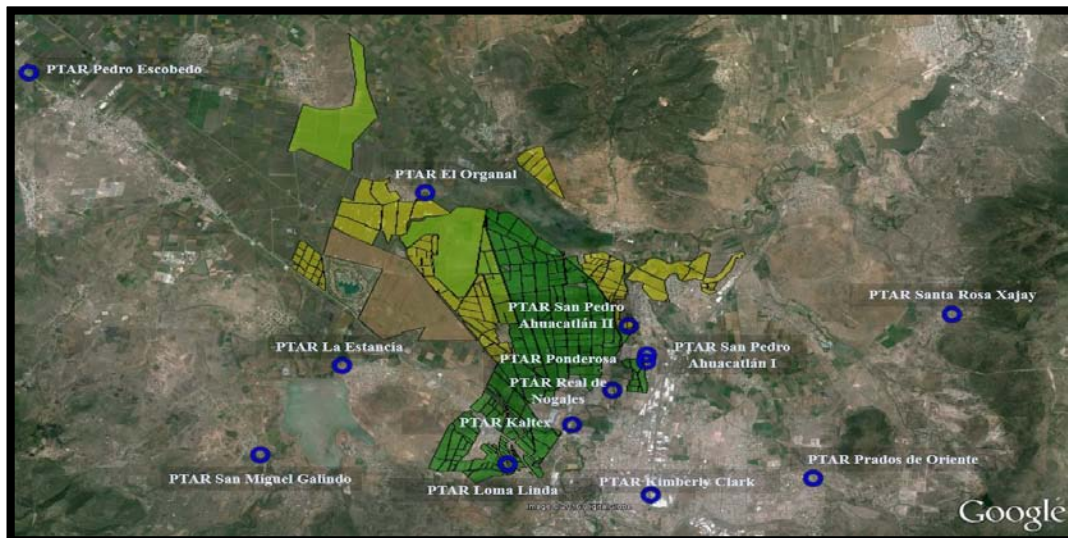 PTAR Pedro Escobedo
PTAR El Organal
PTAR San Pedro
Ahuacatlán II
PTAR Santa Rosa Xajay
PTAR La Estancia
PTAR Ponderosa
PTAR San Pedro
Ahuacatlán I
PTAR Real de
Nogales
PTAR Kaltex
PTAR San Miguel Galindo
PTAR Loma Linda
PTAR Kimberly Clark
PTAR Prados de Oriente
Google